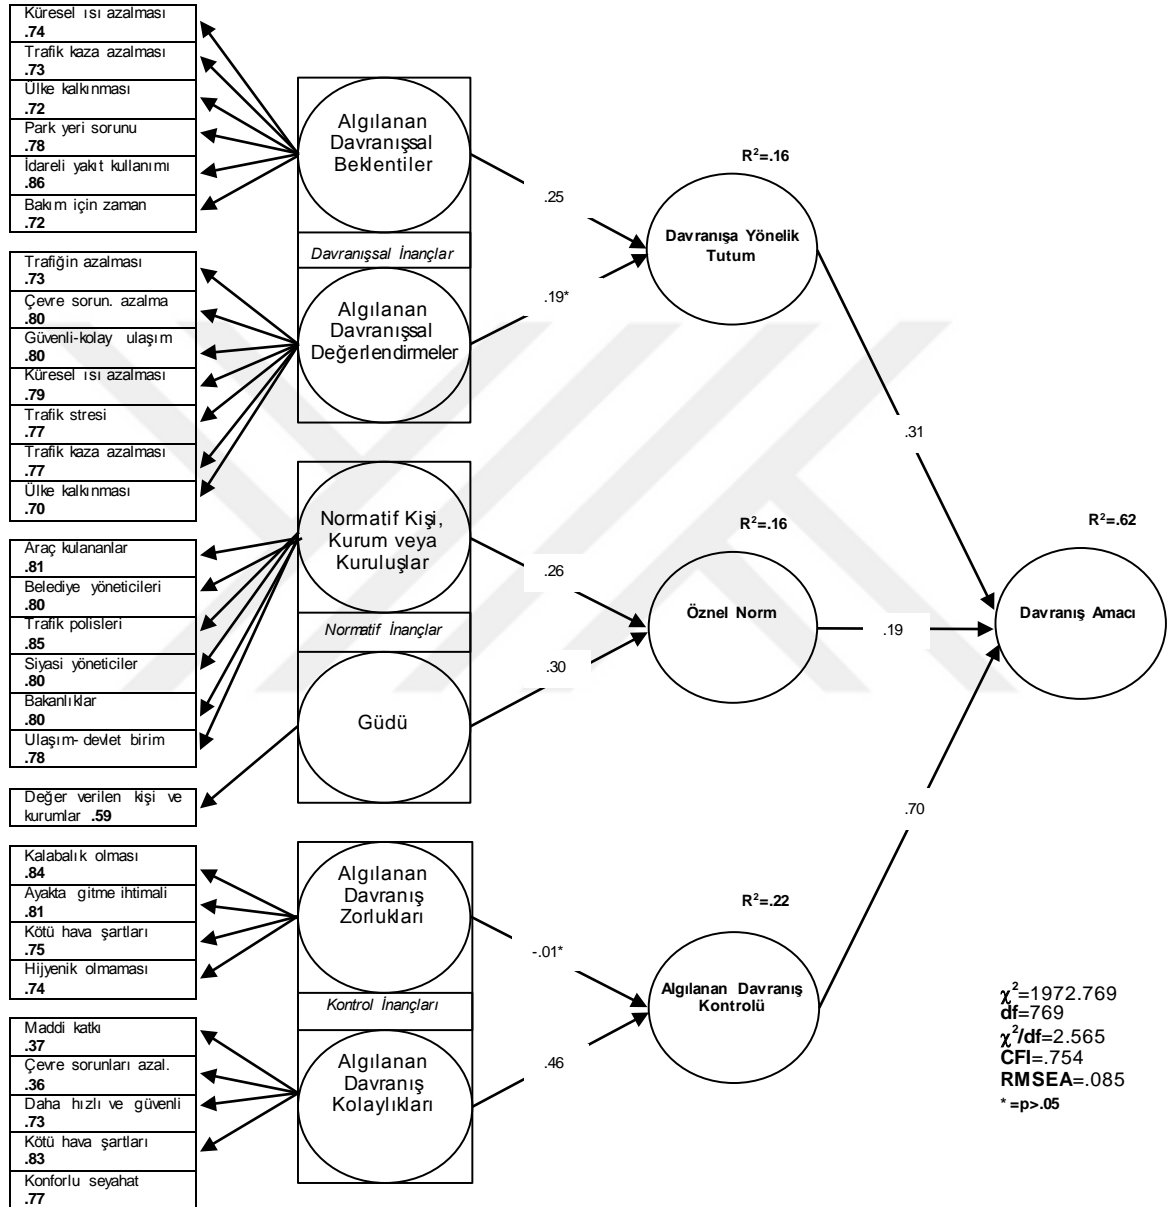 Küresel ısı azalması
.74
Trafik kaza azalması
.73
Ülke kalkınması
.72
Park yeri sorunu
.78
İdareli yakıt kullanımı
.86
Bakım için zaman
.72
Trafiğin azalması
.73
Çevre sorun. azalma
.80
Güvenli-kolay ulaşım
.80
Küresel ısı azalması
.79
Trafik stresi
.77
Trafik kaza azalması
.77
Ülke kalkınması
.70
Araç kulananlar
.81
Belediye yöneticileri
.80
Trafik polisleri
.85
Siyasi yöneticiler
.80
Bakanlıklar
.80
Ulaşım- devlet birim
.78
Değer verilen kişi ve
kurumlar .59
Kalabalık olması
.84
Ayakta gitme ihtimali
.81
Kötü hava şartları
.75
Hijyenik olmaması
.74
Maddi katkı
.37
Çevre sorunları azal.
.36
Daha hızlı ve güvenli
.73
Kötü hava şartları
.83
Konforlu seyahat
.77
Algılanan
Davranışsal
Beklentiler
Davranışsal İnançlar
Algılanan
Davranışsal
Değerlendirmeler
Normatif Kişi,
Kurum veya
Kuruluşlar
Normatif İnançlar
Güdü
Algılanan
Davranış
Zorlukları
Kontrol İnançları
Algılanan
Davranış
Kolaylıkları
.25
.19*
.26
.30
-.01*
.46
R²=.16
Davranışa Yönelik
Tutum
R²=.16
Öznel Norm
R²=.22
Algılanan Davranış
Kontrolü
.31
.19
.70
R²=.62
Davranış Amacı
χ²=1972.769
df=769
χ²/df=2.565
CFI=.754
RMSEA=.085
* =p>.05